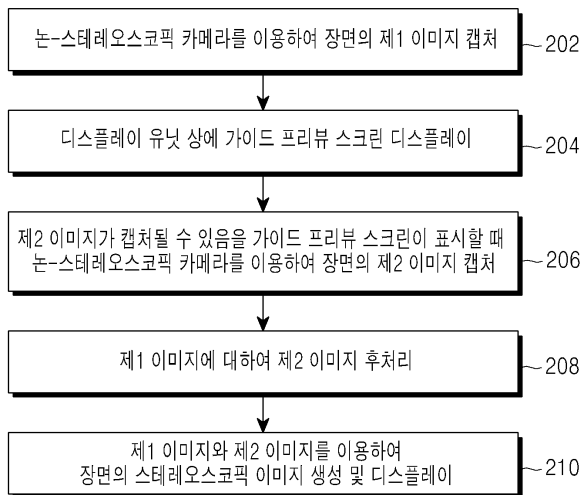 논-스테레오스코픽 카메라를 이용하여 장면의 제1 이미지 캡처
202
디스플레이 유닛 상에 가이드 프리뷰 스크린 디스플레이
204
제2 이미지가 캡처될 수 있음을 가이드 프리뷰 스크린이 표시할 때
논-스테레오스코픽 카메라를 이용하여 장면의 제2 이미지 캡처
206
제1 이미지에 대하여 제2 이미지 후처리
208
제1 이미지와 제2 이미지를 이용하여
장면의 스테레오스코픽 이미지 생성 및 디스플레이
210